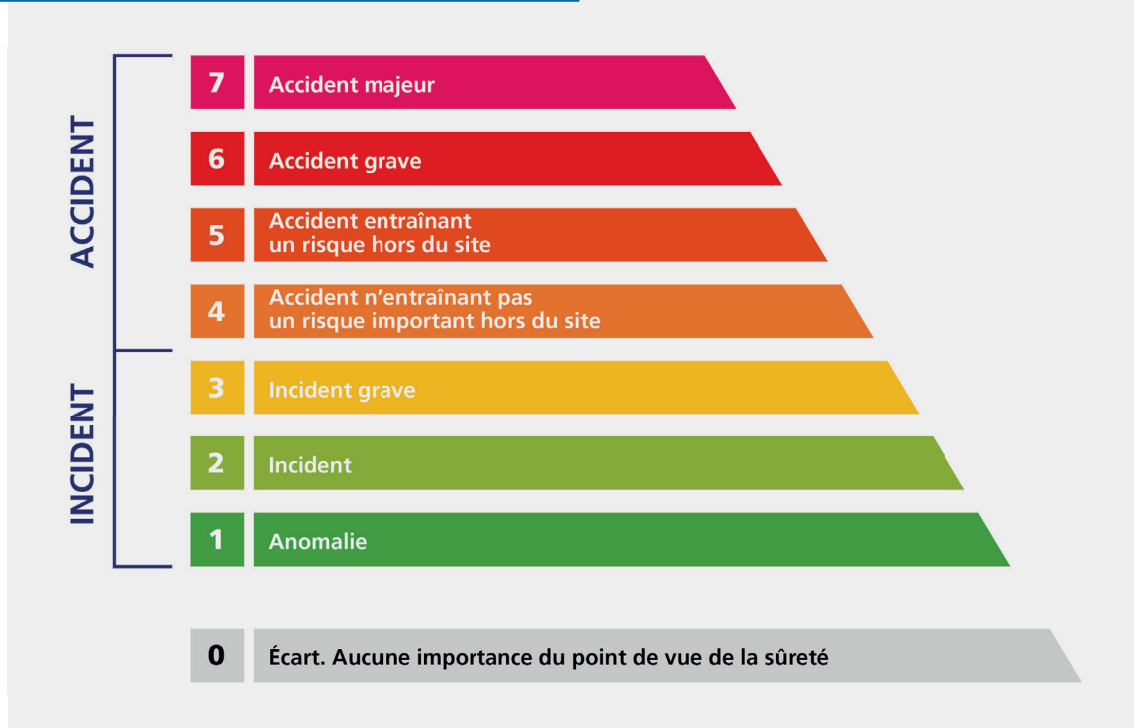 ACCIDENT
7 Accident majeur
6 Accident grave
5 Accident entraînant
un risque hors du site
4 Accident n'entraînant pas
un risque important hors du site
INCIDENT
3 Incident grave
2 Incident
1 Anomalie
0 Écart. Aucune importance du point de vue de la sûreté